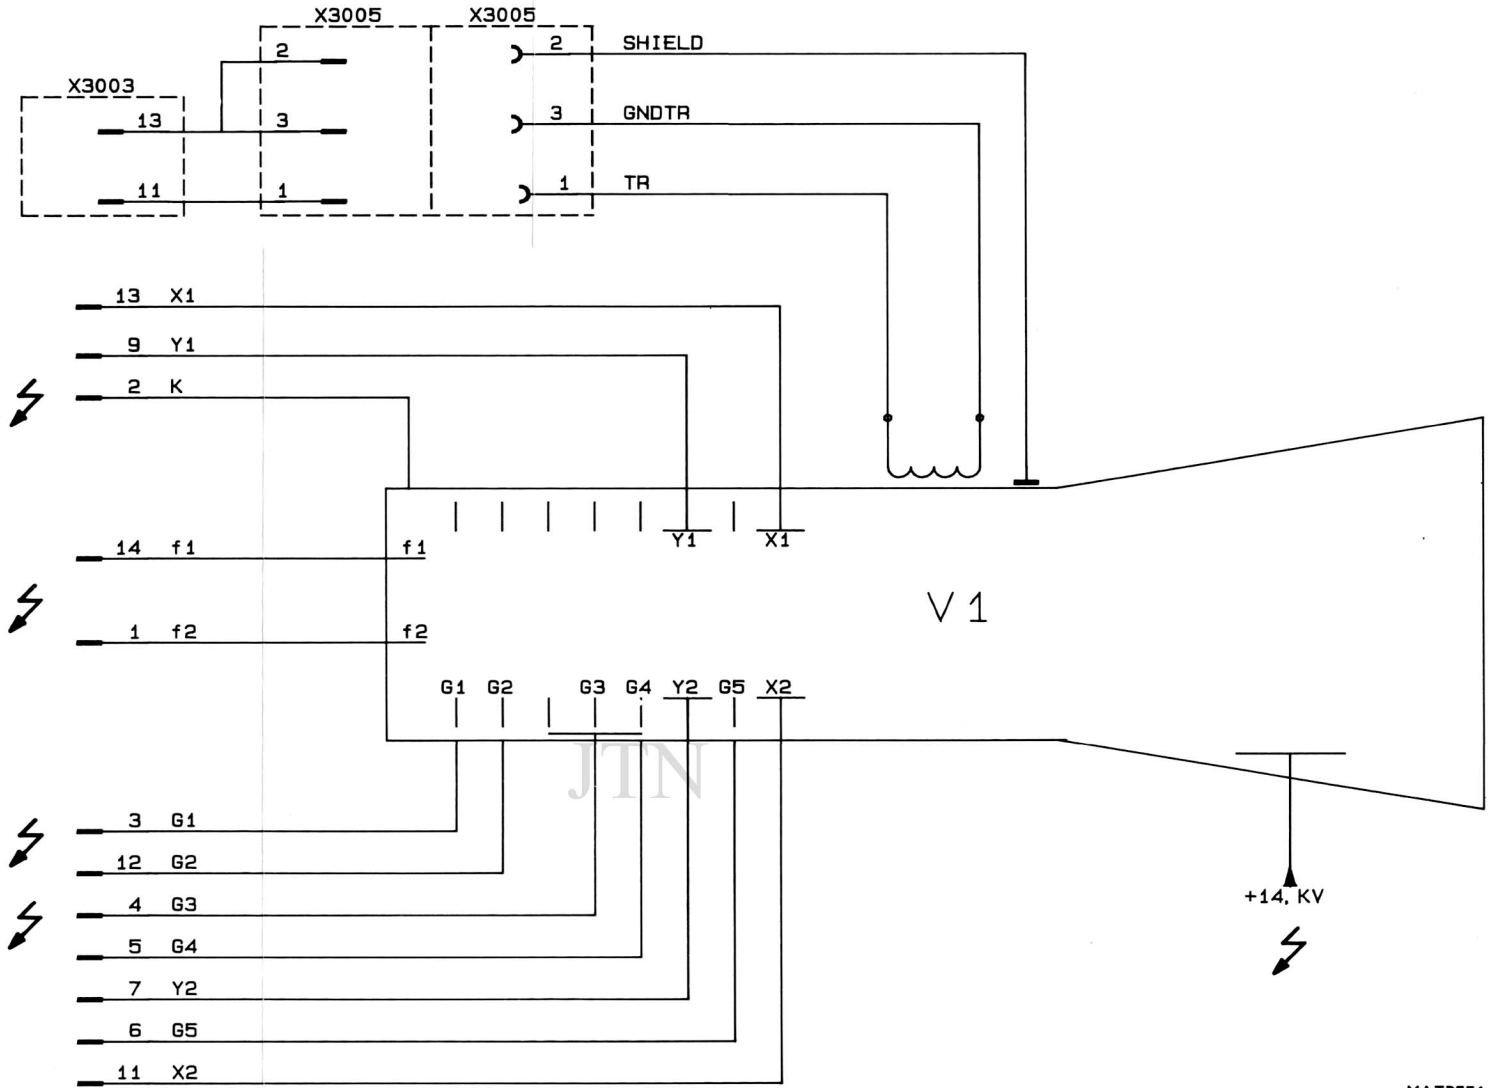 X3005 X3005
2 2 SHIELD
X3003
13 3 3 GNDTR
11 1 1 TR
13 X1
9 Y1
2 K
Y1 X1
14 f1 f1
V1
1 f2 f2
G1 G2 G3 G4 Y2 G5 X2
JTN
3 G1
12 G2
4 G3
+14, KV
5 G4
7 Y2
6 G5
11 X2